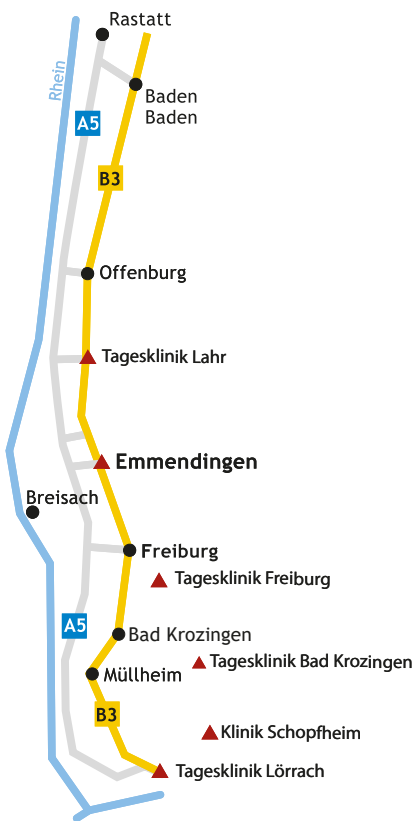 Rastatt
Rhein
Baden
Baden
A5
B3
Offenburg
Tagesklinik Lahr
Emmendingen
Breisach
Freiburg
Tagesklinik Freiburg
A5
Bad Krozingen
Tagesklinik Bad Krozingen
Müllheim
B3
Klinik Schopfheim
Tagesklinik Lörrach